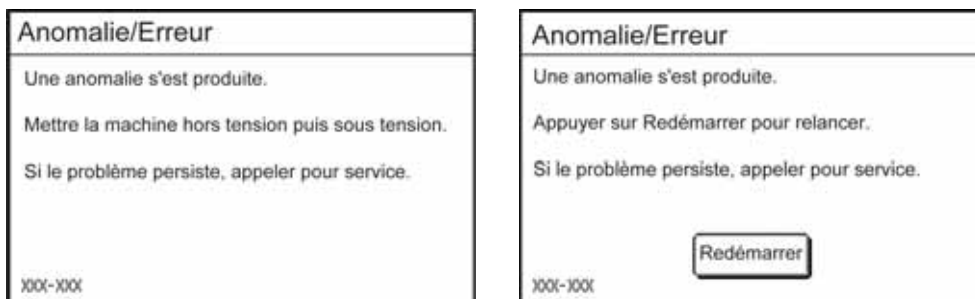 Anomalie/Erreur
Une anomalie s'est produite.
Mettre la machine hors tension puis sous tension.
Si le problème persiste, appeler pour service.
XXX-XXX
Anomalie/Erreur
Une anomalie s'est produite.
Appuyer sur Redémarrer pour relancer.
Si le problème persiste, appeler pour service.
Redémarrer
XXX-XXX